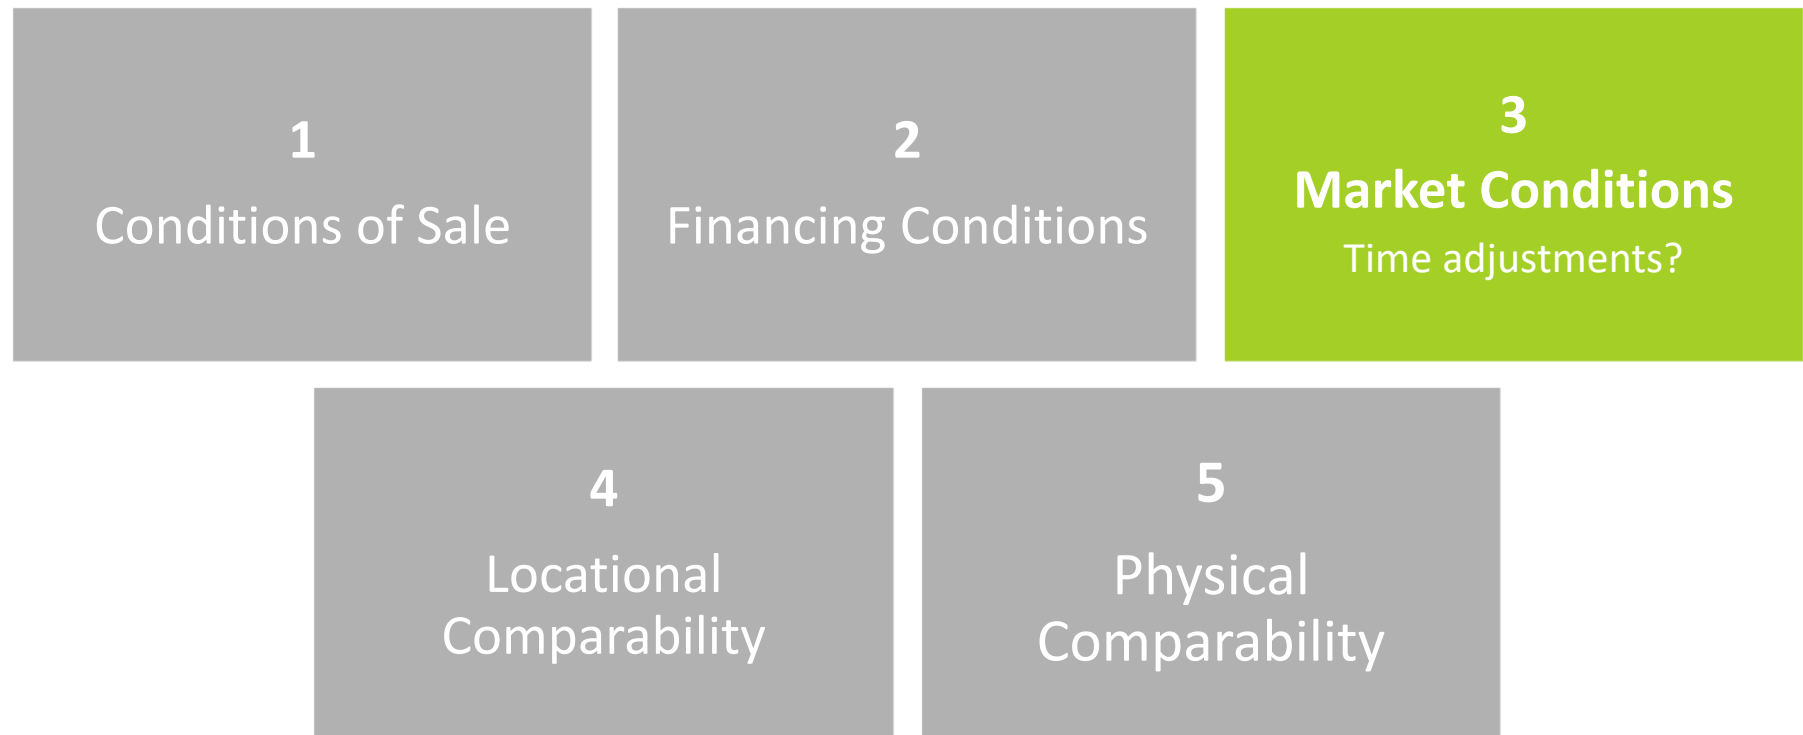 1
Conditions of Sale
2
Financing Conditions
3
Market Conditions
Time adjustments?
4
Locational
Comparability
5
Physical
Comparability